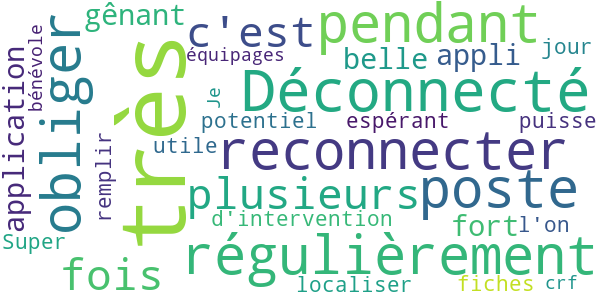 gênant
c'est
pendant
équipages
belle
appli
jour
Déconnecté
je
potentiel
espérant
puisse
utile
reconnecter
plusieurs
poste
d'intervention
fort
l'on
régulièrement
Super
fois
localiser
fiches
crf
application
bénévole
obliger
remplir
très